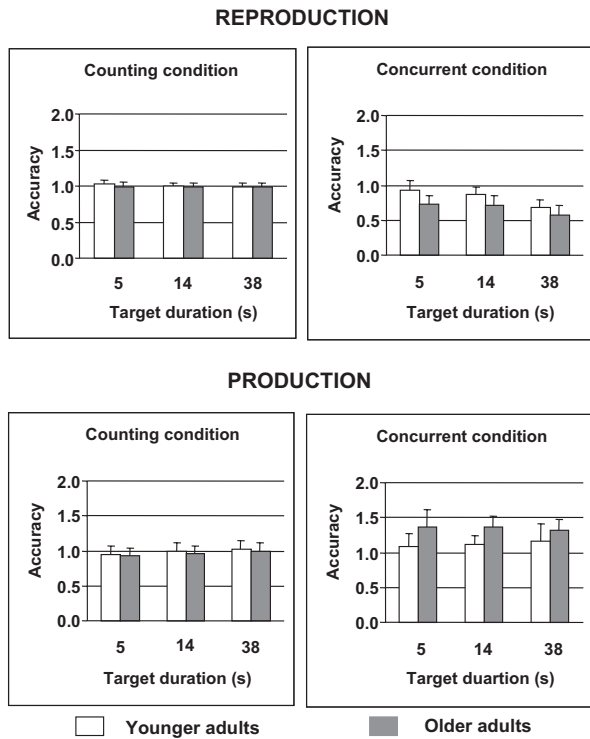 REPRODUCTION
Counting condition
2.0
1.5
1.0
0.5
0.0
Accuracy
5 14 38
Target duration (s)
Concurrent condition
2.0
1.5
1.0
0.5
0.0
Accuracy
5 14 38
Target duration (s)
PRODUCTION
Counting condition
2.0
1.5
1.0
0.5
0.0
Accuracy
5 14 38
Target duration (s)
Concurrent condition
2.0
1.5
1.0
0.5
0.0
Accuracy
5 14 38
Target duartion (s)
Younger adults Older adults